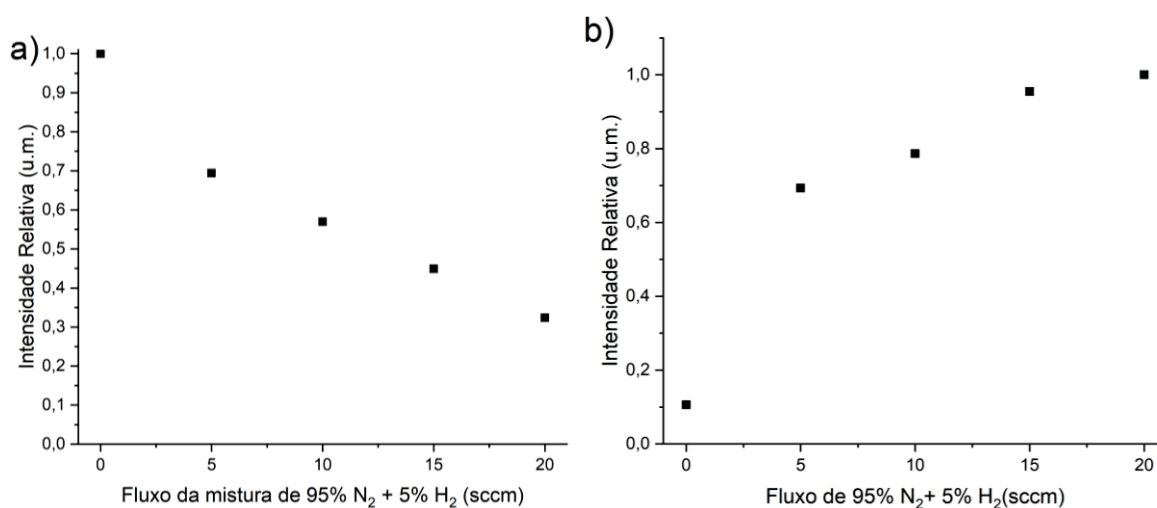 a)
Intensidade Relativa (u.m.)
1,0
0,9
0,8
0,7
0,6
0,5
0,4
0,3
0,2
0,1
0,0
0 5 10 15 20
Fluxo da mistura de 95% N₂ + 5% H₂ (sccm)
b)
Intensidade Relativa (u.m.)
1,0
0,8
0,6
0,4
0,2
0,0
0 5 10 15 20
Fluxo de 95% N₂+ 5% H₂(sccm)